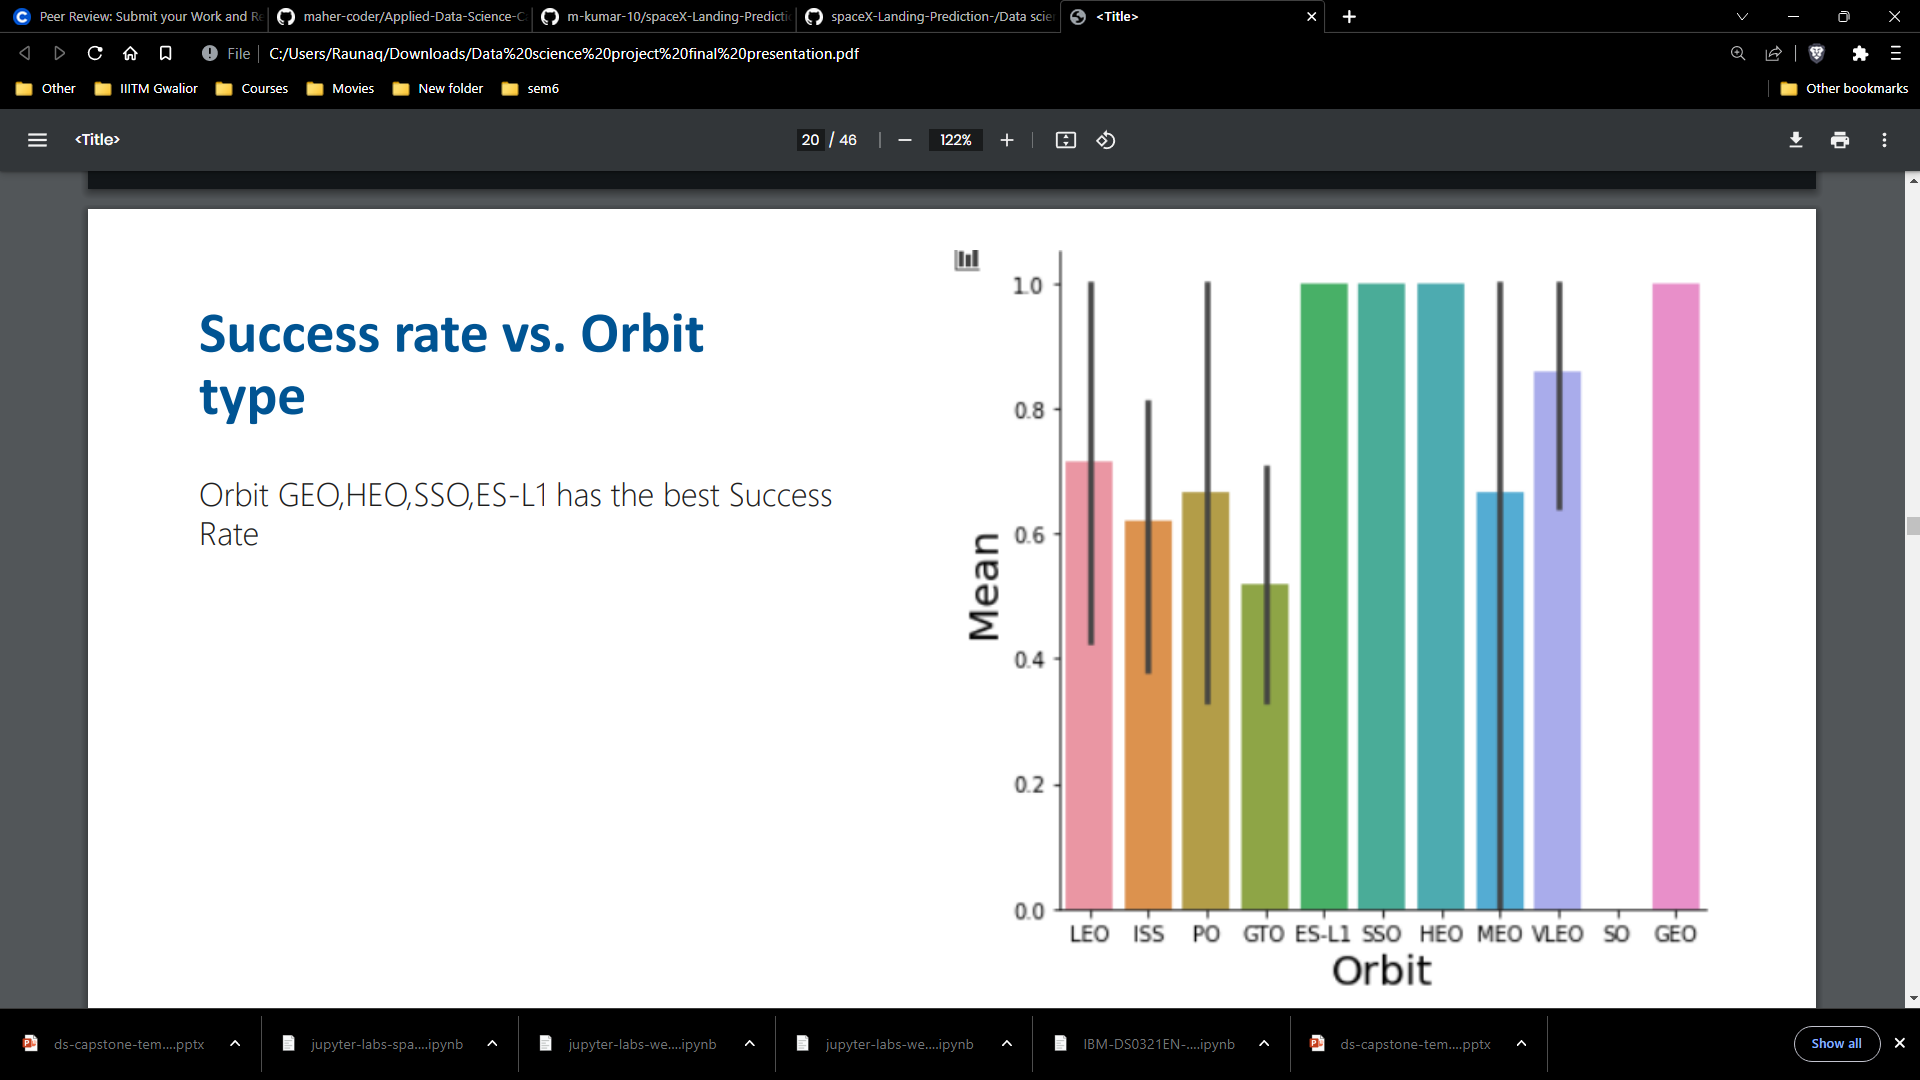 Peer Review: Submit your Work and Re
maher-coder/Applied-Data-Science-C
m-kumar-10/spaceX-Landing-Predicti
spaceX-Landing-Prediction-/Data scien
<Title>
File
C:/Users/Raunaq/Downloads/Data%20science%20project%20final%20presentation.pdf
Other
IIITM Gwalior
Courses
Movies
New folder
sem6
Other bookmarks
<Title>
20 / 46
122%
Success rate vs. Orbit
type
Orbit GEO,HEO,SSO,ES-L1 has the best Success
Rate
1.0
0.8
0.6
0.4
0.2
0.0
Mean
LEO ISS PO GTO ES-L1 SSO HEO MEO VLEO SO GEO
Orbit
ds-capstone-tem....pptx
jupyter-labs-spa....ipynb
jupyter-labs-we....ipynb
jupyter-labs-we....ipynb
IBM-DS0321EN-....ipynb
ds-capstone-tem....pptx
Show all